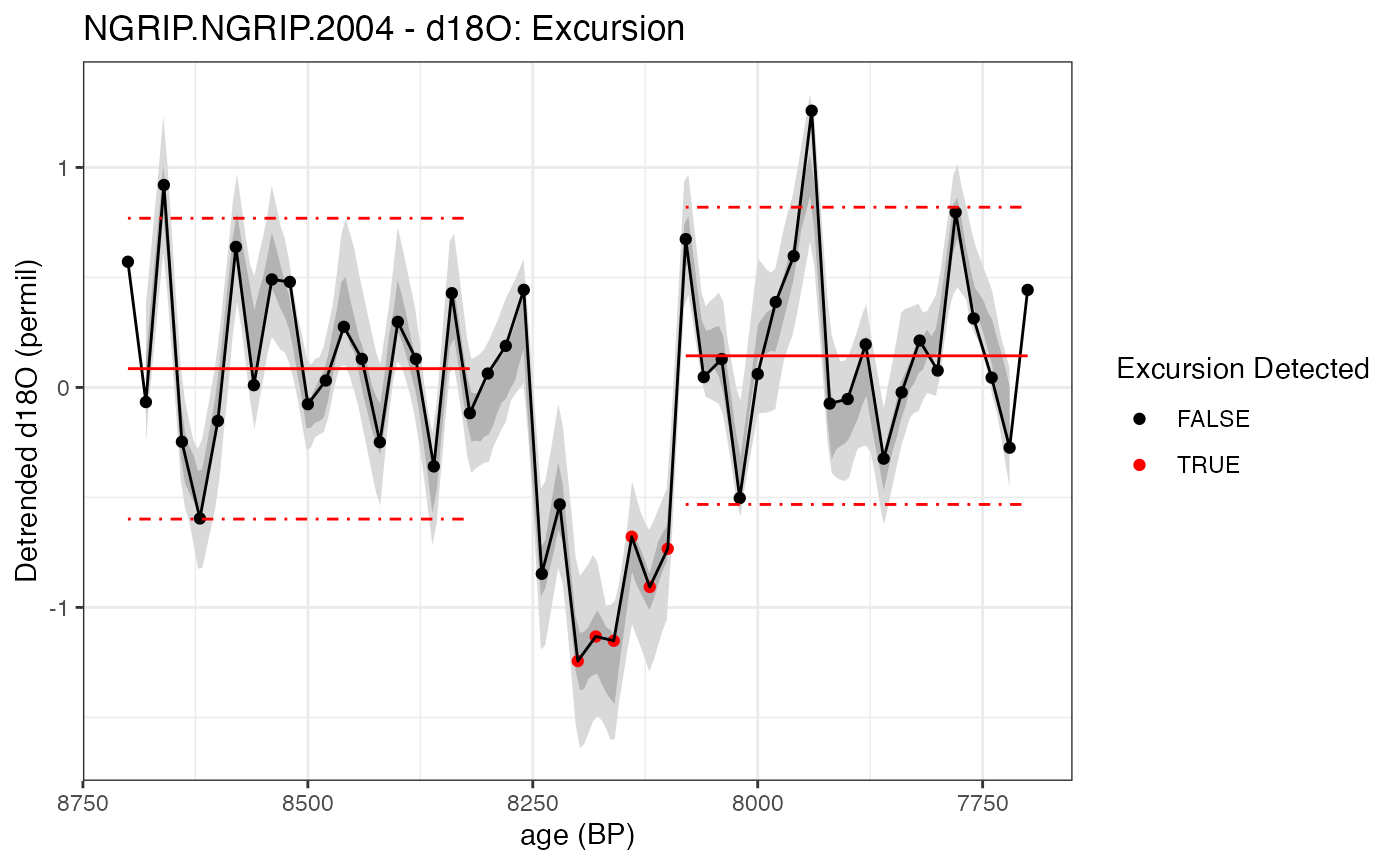 NGRIP.NGRIP.2004 - d18O: Excursion
Detrended d18O (permil)
1
0
-1
8750
8500
8250
8000
7750
age (BP)
Excursion Detected
FALSE
TRUE